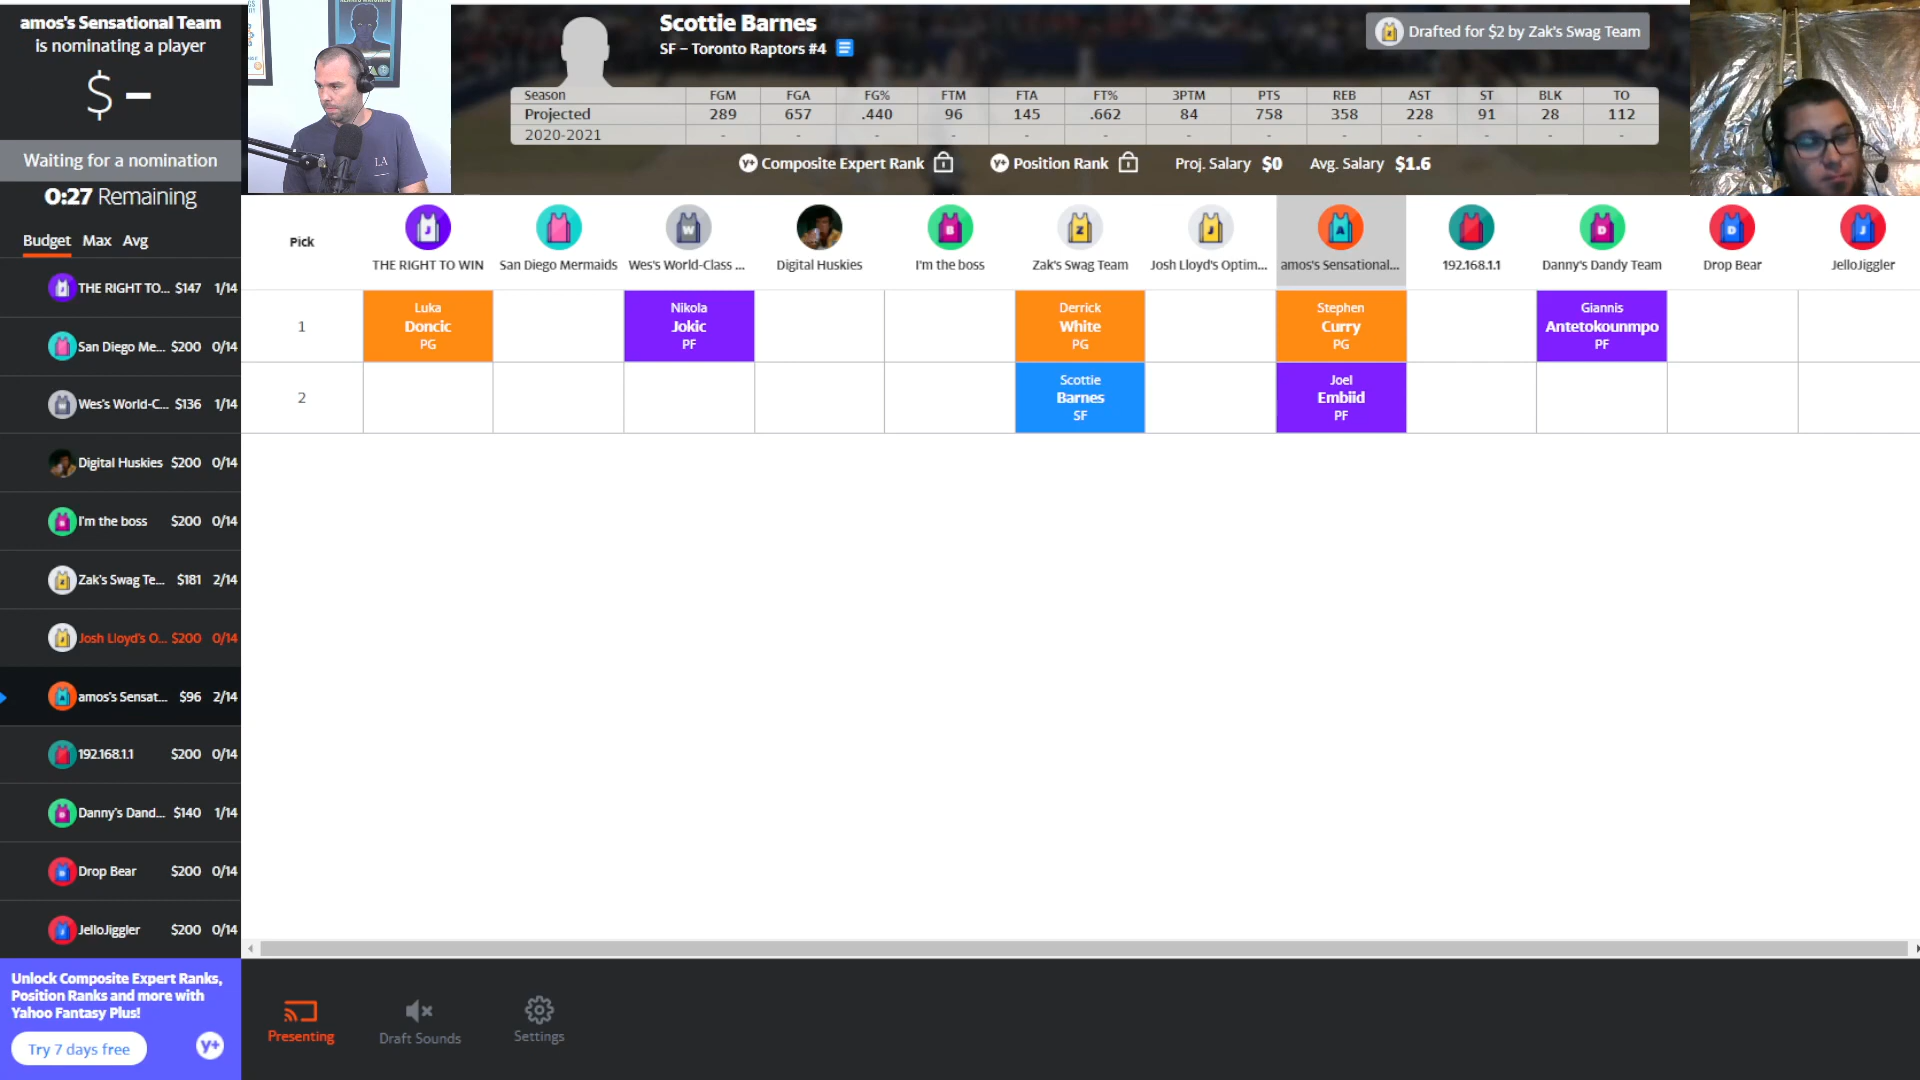 amos's Sensational Team
is nominating a player
$ –
Waiting for a nomination
0:27 Remaining
Budget Max Avg
THE RIGHT TO... $147 1/14
San Diego Me... $200 0/14
Wes's World-C... $136 1/14
Digital Huskies $200 0/14
I'm the boss $200 0/14
Zak's Swag Te... $181 2/14
Josh Lloyd's O... $200 0/14
amos's Sensat... $96 2/14
192.168.1.1 $200 0/14
Danny's Dand... $140 1/14
Drop Bear $200 0/14
JelloJiggler $200 0/14
Unlock Composite Expert Ranks,
Position Ranks and more with
Yahoo Fantasy Plus!
Try 7 days free
y+
LA
Scottie Barnes
SF – Toronto Raptors #4
Drafted for $2 by Zak's Swag Team
Season FGM FGA FG% FTM FTA FT% 3PTM PTS REB AST ST BLK TO
Projected 289 657 .440 96 145 .662 84 758 358 228 91 28 112
2020-2021 - - - - - - - - - - - - -
y+ Composite Expert Rank y+ Position Rank Proj. Salary $0 Avg. Salary $1.6
J W B Z J A D D J
Pick THE RIGHT TO WIN San Diego Mermaids Wes's World-Class ... Digital Huskies I'm the boss Zak's Swag Team Josh Lloyd's Optim... amos's Sensational... 192.168.1.1 Danny's Dandy Team Drop Bear JelloJiggler
1
Luka
Doncic
PG
Nikola
Jokic
PF
Derrick
White
PG
Stephen
Curry
PG
Giannis
Antetokounmpo
PF
2
Scottie
Barnes
SF
Joel
Embiid
PF
Presenting
Draft Sounds
Settings